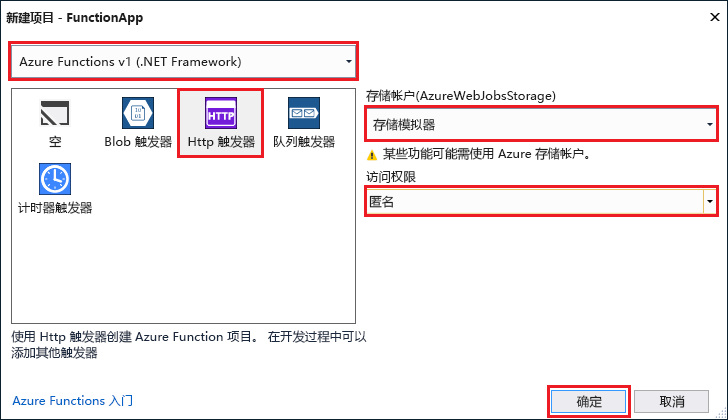 新建项目 - FunctionApp
Azure Functions v1 (.NET Framework)
空
Blob 触发器
HTTP
Http 触发器
队列触发器
计时器触发器
存储帐户(AzureWebJobsStorage)
存储模拟器
某些功能可能需使用 Azure 存储帐户。
访问权限
匿名
使用 Http 触发器创建 Azure Function 项目。 在开发过程中可以
添加其他触发器
Azure Functions 入门
确定
取消